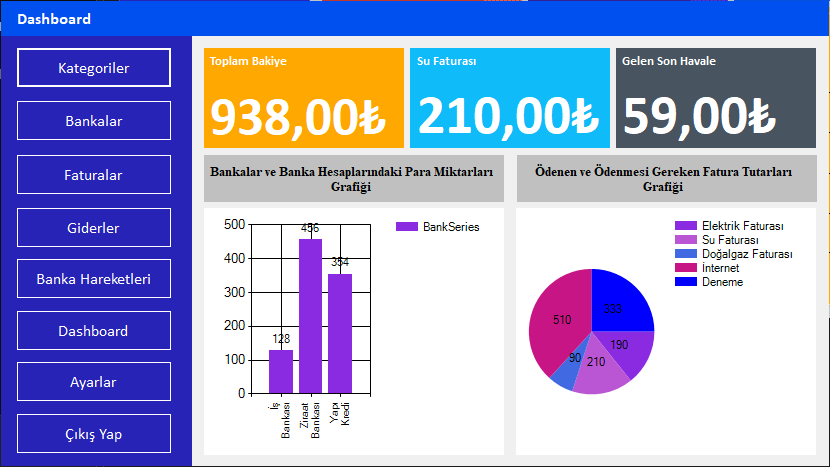 Dashboard
Kategoriler
Bankalar
Faturalar
Giderler
Banka Hareketleri
Dashboard
Ayarlar
Çıkış Yap
Toplam Bakiye
938,00₺
Su Faturası
210,00₺
Gelen Son Havale
59,00₺
Bankalar ve Banka Hesaplarındaki Para Miktarları
Grafiği
Ödenen ve Ödenmesi Gereken Fatura Tutarları
Grafiği
500
400
300
200
100
0
128
456
354
İş
Bankası
Ziraat
Bankası
Yapı
Kredi
BankSeries
Elektrik Faturası
Su Faturası
Doğalgaz Faturası
İnternet
Deneme
333
510
190
90
210